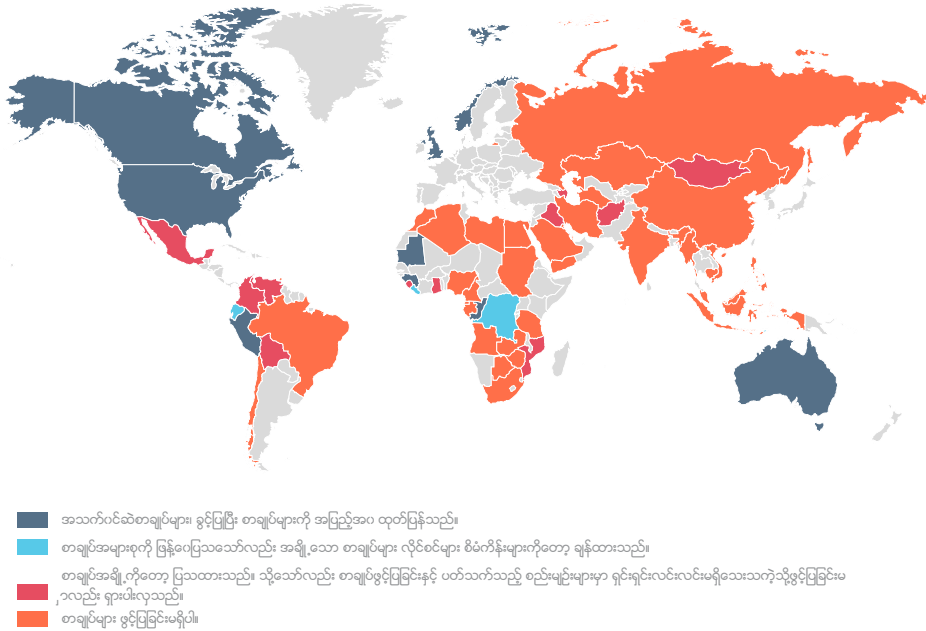 အသက်ဝင်ဆဲစာချုပ်များ၊ ခွင့်ပြုပြီး စာချုပ်များကို အပြည့်အဝ ထုတ်ပြန်သည်။
စာချုပ်အများစုကို ဖြန့်ဝေပြသသော်လည်း အချို့သော စာချုပ်များ လိုင်စင်များ စီမံကိန်းများကိုတော့ ချန်ထားသည်။
စာချုပ်အချို့ကိုတော့ ပြသထားသည်။ သို့သော်လည်း စာချုပ်ဖွင့်ပြခြင်းနှင့် ပတ်သက်သည့် စည်းမျဉ်းများမှာ ရှင်းရှင်းလင်းလင်းမရှိသေးသကဲ့သို့ဖွင့်ပြခြင်းမ
ှာလည်း ရှားပါးလှသည်။
စာချုပ်များ ဖွင့်ပြခြင်းမရှိပါ။